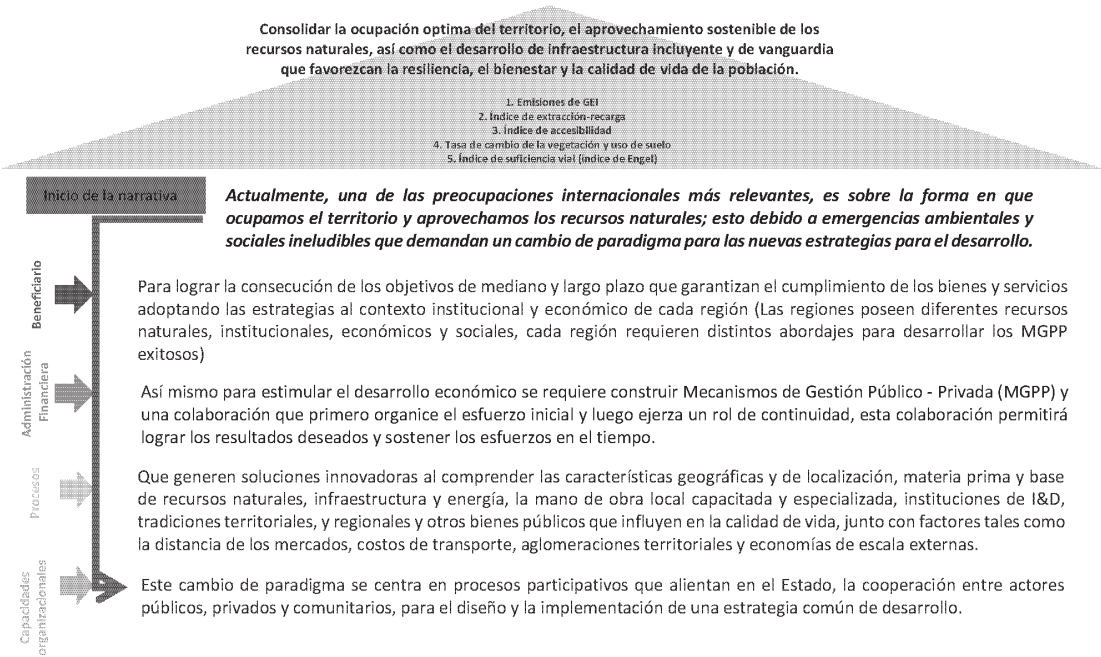 Consolidar la ocupación optima del territorio, el aprovechamiento sostenible de los
recursos naturales, así como el desarrollo de infraestructura incluyente y de vanguardia
que favorezcan la resiliencia, el bienestar y la calidad de vida de la población.
1. Emisiones de GEI
2. Índice de extracción-recarga
3. Índice de accesibilidad
4. Tasa de cambio de la vegetación y uso de suelo
5. Índice de suficiencia vial (índice de Engel)
Inicio de la narrativa
Actualmente, una de las preocupaciones internacionales más relevantes, es sobre la forma en que
ocupamos el territorio y aprovechamos los recursos naturales; esto debido a emergencias ambientales y
sociales ineludibles que demandan un cambio de paradigma para las nuevas estrategias para el desarrollo.
Beneficiario
Para lograr la consecución de los objetivos de mediano y largo plazo que garantizan el cumplimiento de los bienes y servicios
adoptando las estrategias al contexto institucional y económico de cada región (Las regiones poseen diferentes recursos
naturales, institucionales, económicos y sociales, cada región requieren distintos abordajes para desarrollar los MGPP
exitosos)
Administración
Financiera
Así mismo para estimular el desarrollo económico se requiere construir Mecanismos de Gestión Público - Privada (MGPP) y
una colaboración que primero organice el esfuerzo inicial y luego ejerza un rol de continuidad, esta colaboración permitirá
lograr los resultados deseados y sostener los esfuerzos en el tiempo.
Procesos
Que generen soluciones innovadoras al comprender las características geográficas y de localización, materia prima y base
de recursos naturales, infraestructura y energía, la mano de obra local capacitada y especializada, instituciones de I&D,
tradiciones territoriales, y regionales y otros bienes públicos que influyen en la calidad de vida, junto con factores tales como
la distancia de los mercados, costos de transporte, aglomeraciones territoriales y economías de escala externas.
Capacidades
organizacionales
Este cambio de paradigma se centra en procesos participativos que alientan en el Estado, la cooperación entre actores
públicos, privados y comunitarios, para el diseño y la implementación de una estrategia común de desarrollo.